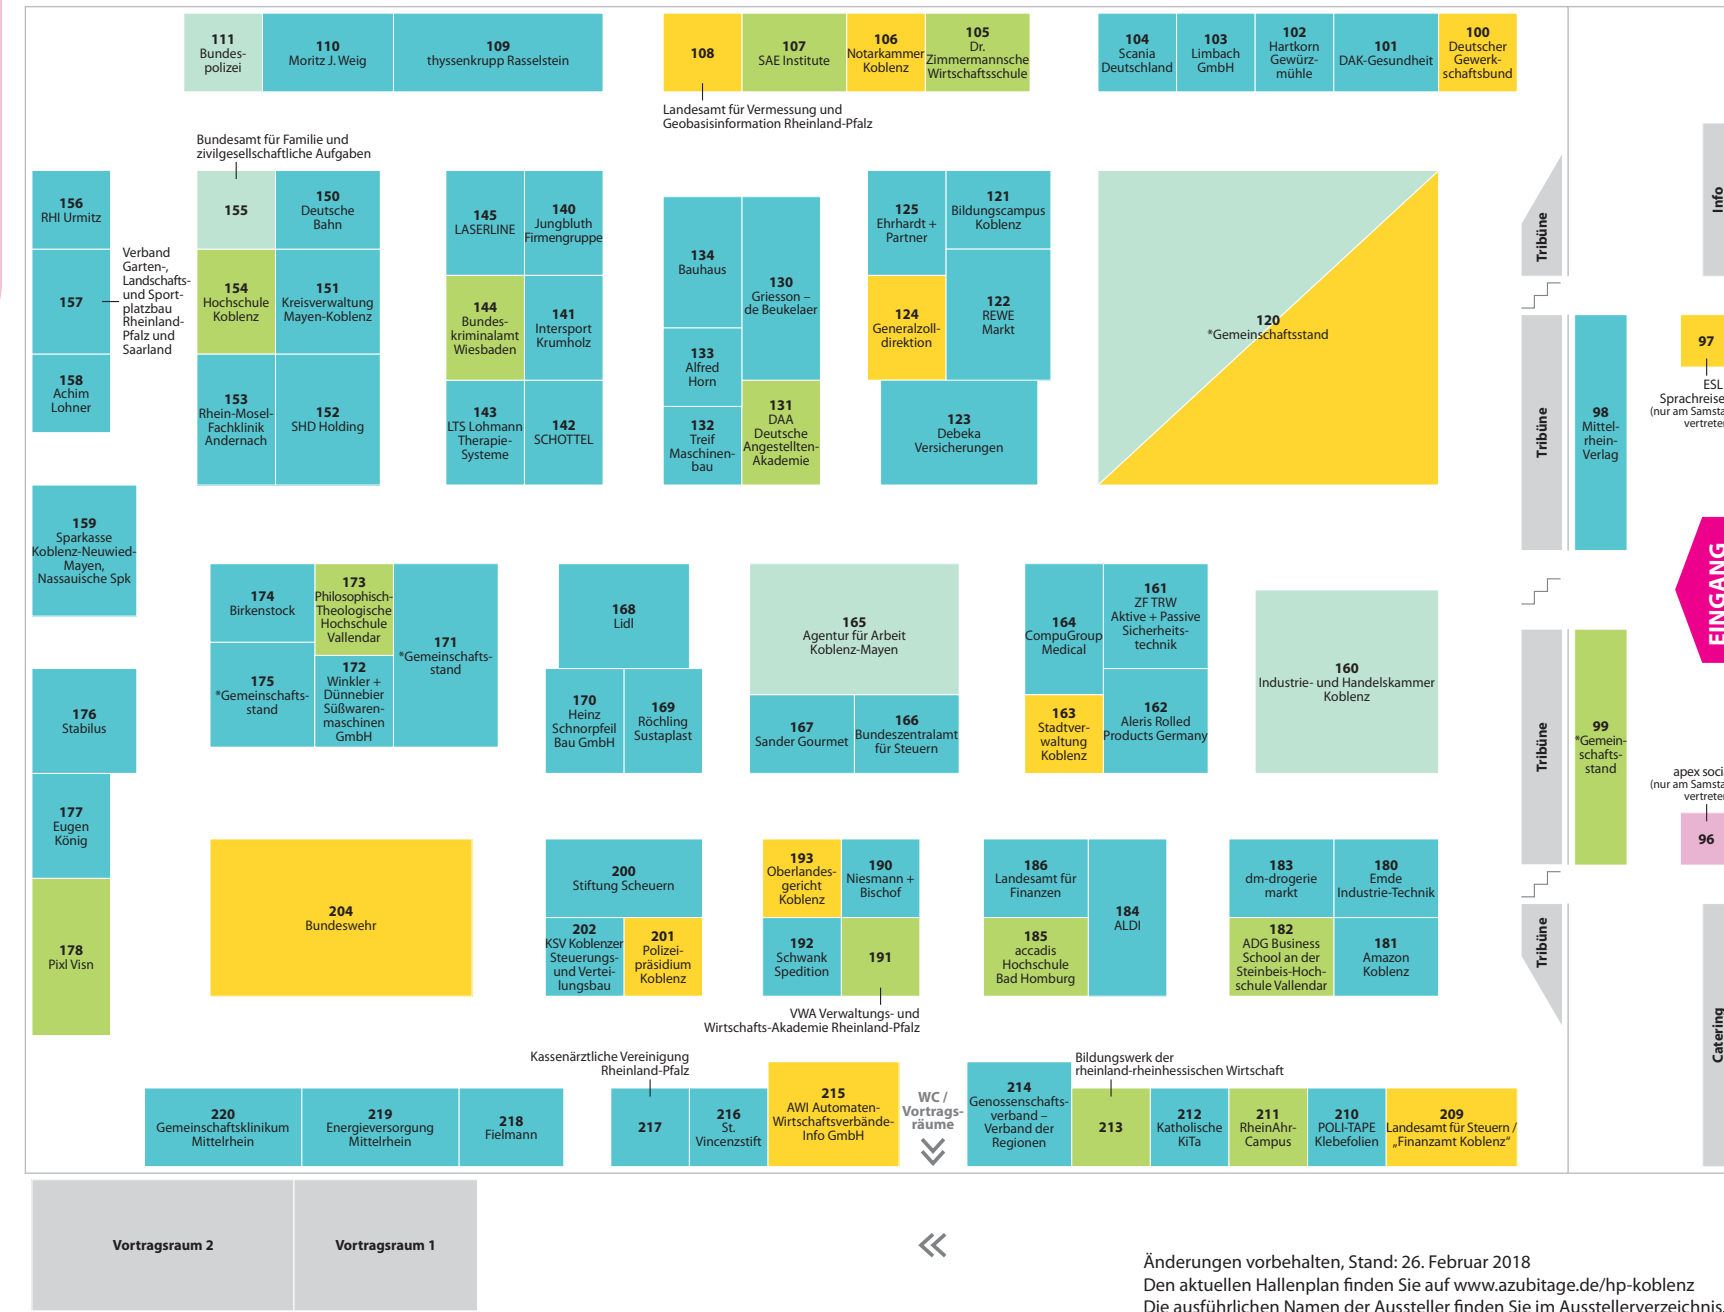 111
Bundes-
polizei
110
Moritz J. Weig
109
thyssenkrupp Rasselstein
108
Landesamt für Vermessung und
Geobasisinformation Rheinland-Pfalz
107
SAE Institute
106
Notarkammer
Koblenz
105
Dr.
Zimmermannsche
Wirtschaftsschule
104
Scania
Deutschland
103
Limbach
GmbH
102
Hartkorn
Gewürz-
mühle
101
DAK-Gesundheit
100
Deutscher
Gewerk-
schaftsbund
Bundesamt für Familie und
zivilgesellschaftliche Aufgaben
156
RHI Urmitz
157
Verband
Garten-,
Landschafts-
und Sport-
platzbau
Rheinland-
Pfalz und
Saarland
158
Achim
Lohner
155
150
Deutsche
Bahn
154
Hochschule
Koblenz
151
Kreisverwaltung
Mayen-Koblenz
153
Rhein-Mosel-
Fachklinik
Andernach
152
SHD Holding
145
LASERLINE
140
Jungbluth
Firmengruppe
144
Bundes-
kriminalamt
Wiesbaden
141
Intersport
Krumholz
143
LTS Lohmann
Therapie-
Systeme
142
SCHOTTEL
134
Bauhaus
130
Griesson –
de Beukelaer
133
Alfred
Horn
132
Treif
Maschinen-
bau
131
DAA
Deutsche
Angestellten-
Akademie
125
Ehrhardt +
Partner
121
Bildungscampus
Koblenz
124
Generalzoll-
direktion
122
REWE
Markt
123
Debeka
Versicherungen
120
*Gemeinschaftsstand
Tribüne
Tribüne
Tribüne
Tribüne
Info
97
ESL
(nur am
98
Mittel-
rhein-
Verlag
EINGANG
99
*Gemein-
schafts-
stand
apex
(nur am
96
Catering
159
Sparkasse
Koblenz-Neuwied-
Mayen,
Nassauische Spk
174
Birkenstock
173
Philosophisch-
Theologische
Hochschule
Vallendar
171
*Gemeinschafts-
stand
175
*Gemeinschafts-
stand
172
Winkler +
Dünnebier
Süßwaren-
maschinen
GmbH
168
Lidl
170
Heinz
Schnorpfeil
Bau GmbH
169
Röchling
Sustaplast
165
Agentur für Arbeit
Koblenz-Mayen
167
Sander Gourmet
166
Bundeszentralamt
für Steuern
164
CompuGroup
Medical
161
ZF TRW
Aktive + Passive
Sicherheits-
technik
163
Stadtver-
waltung
Koblenz
162
Aleris Rolled
Products Germany
160
Industrie- und Handelskammer
Koblenz
176
Stabilus
177
Eugen
König
178
Pixl Visn
204
Bundeswehr
200
Stiftung Scheuern
202
KSV Koblenzer
Steuerungs-
und Vertei-
lungsbau
201
Polizei-
präsidium
Koblenz
193
Oberlandes-
gericht
Koblenz
190
Niesmann +
Bischof
192
Schwank
Spedition
191
VWA Verwaltungs- und
Wirtschafts-Akademie Rheinland-Pfalz
186
Landesamt für
Finanzen
184
ALDI
185
accadis
Hochschule
Bad Homburg
183
dm-drogerie
markt
180
Emde
Industrie-Technik
182
ADG Business
School an der
Steinbeis-Hoch-
schule Vallendar
181
Amazon
Koblenz
220
Gemeinschaftsklinikum
Mittelrhein
219
Energieversorgung
Mittelrhein
218
Fielmann
Kassenärztliche Vereinigung
Rheinland-Pfalz
217
216
St.
Vincenzstift
215
AWI Automaten-
Wirtschaftsverbände-
Info GmbH
WC /
Vortrags-
räume
214
Genossenschafts-
verband –
Verband der
Regionen
Bildungswerk der
rheinland-rheinhessischen Wirtschaft
213
212
Katholische
KiTa
211
RheinAhr-
Campus
210
POLI-TAPE
Klebefolien
209
Landesamt für Steuern /
„Finanzamt Koblenz“
Vortragsraum 2
Vortragsraum 1
Änderungen vorbehalten, Stand: 26. Februar 2018
Den aktuellen Hallenplan finden Sie auf www.azubitage.de/hp-koblenz
Die ausführlichen Namen der Aussteller finden Sie im Ausstellerverzeichnis.